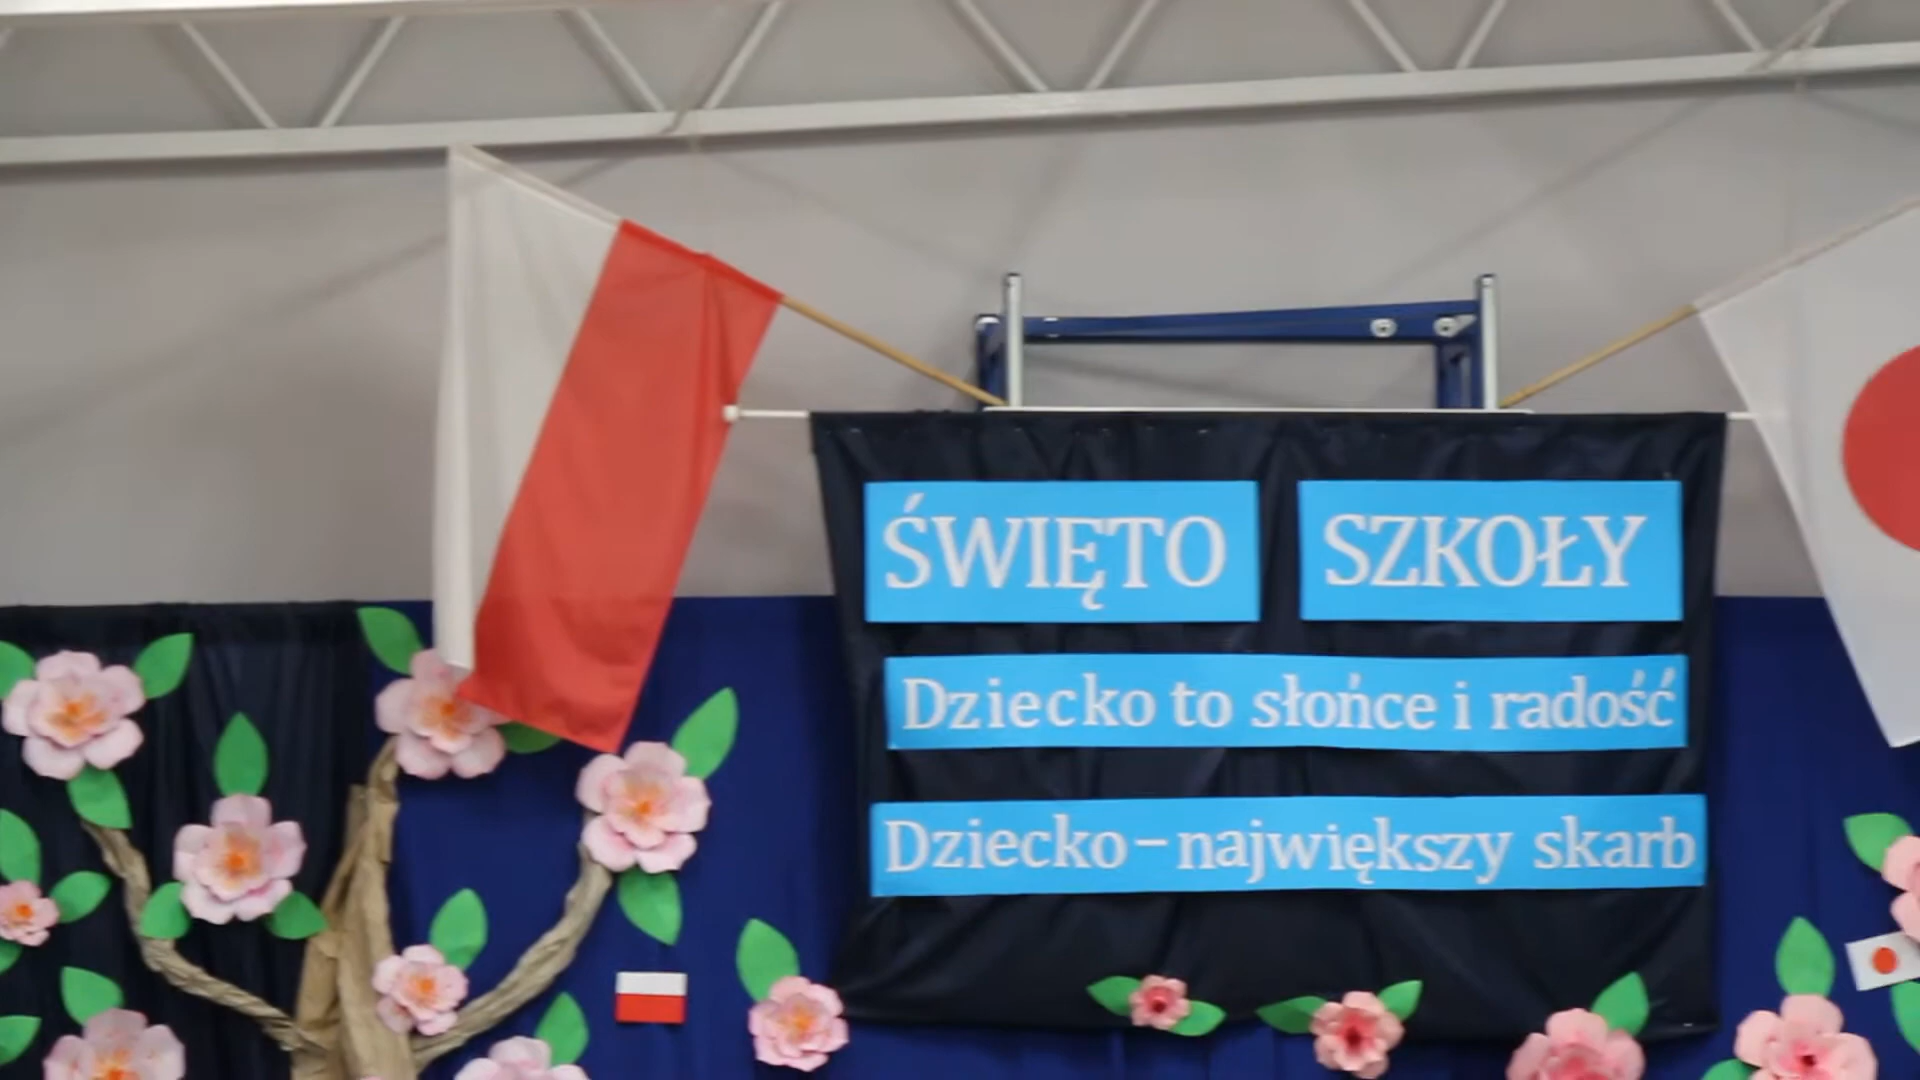 ŚWIĘTO SZKOŁY
Dziecko to słońce i radość
Dziecko – największy skarb